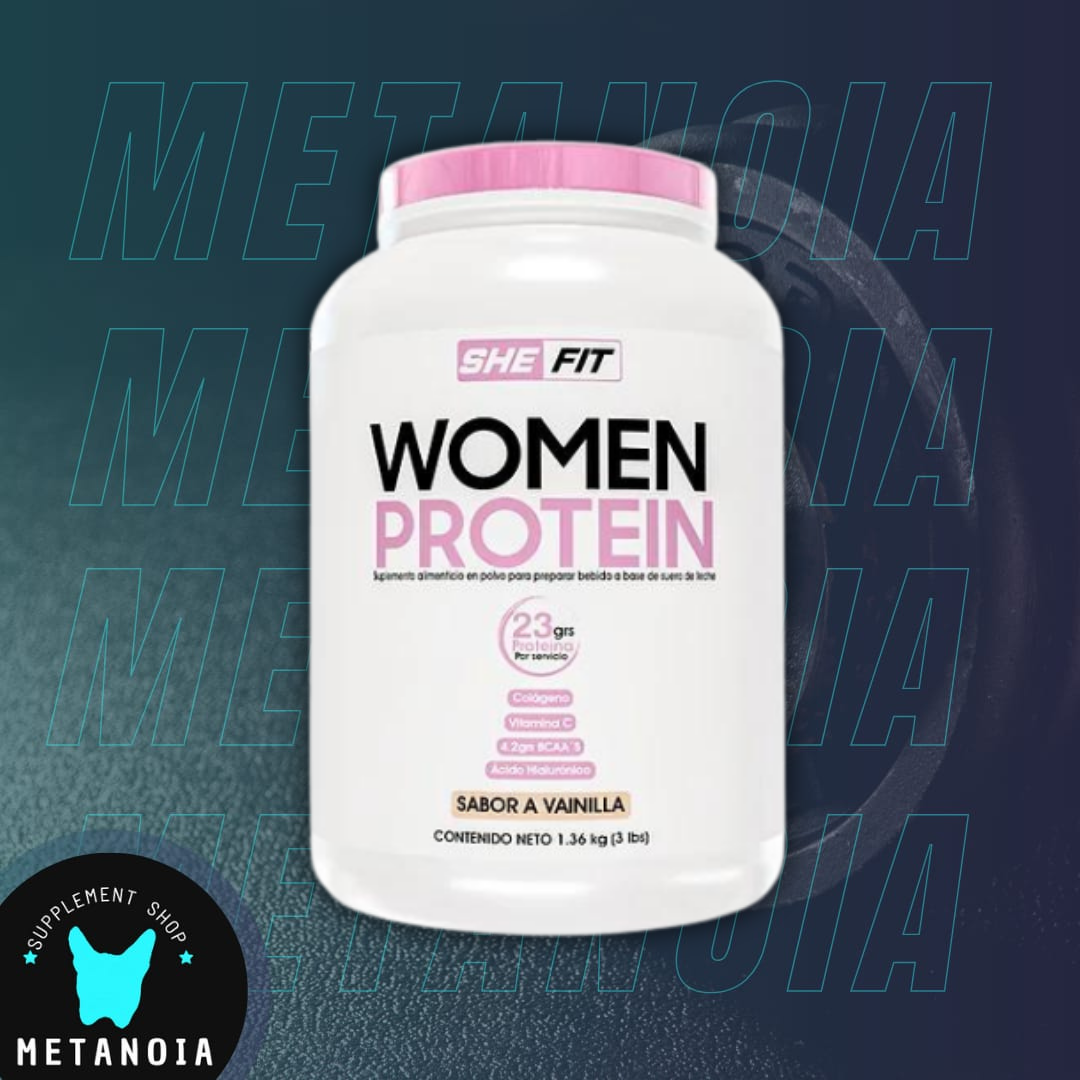 METANOIA
METANOIA
METANOIA
METANOIA
SHE FIT
WOMEN
PROTEIN
Suplemento alimenticio en polvo para preparar bebida a base de suero de leche
23grs
Proteína
Por servicio
Colágeno
Vitamina C
4.2gm BCAA´S
Ácido Hialurónico
SABOR A VAINILLA
CONTENIDO NETO 1.36 kg (3 lbs)
SUPPLEMENT SHOP
METANOIA